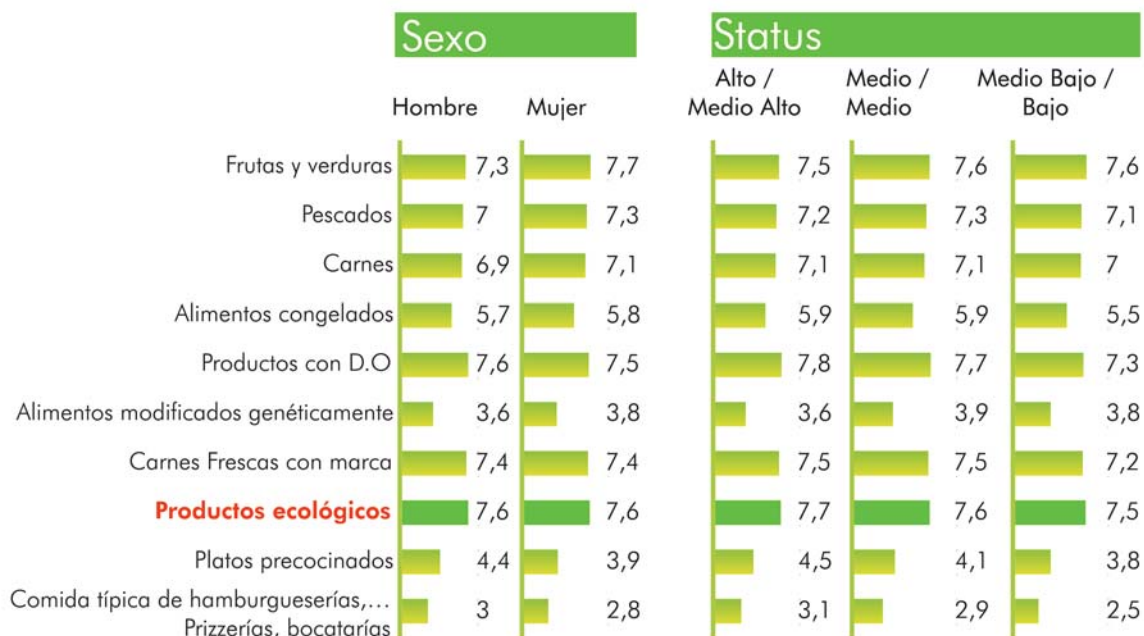 Sexo Status
Hombre Mujer Alto / Medio Alto Medio / Medio Medio Bajo / Bajo
Frutas y verduras 7,3 7,7 7,5 7,6 7,6
Pescados 7 7,3 7,2 7,3 7,1
Carnes 6,9 7,1 7,1 7,1 7
Alimentos congelados 5,7 5,8 5,9 5,9 5,5
Productos con D.O 7,6 7,5 7,8 7,7 7,3
Alimentos modificados genéticamente 3,6 3,8 3,6 3,9 3,8
Carnes Frescas con marca 7,4 7,4 7,5 7,5 7,2
Productos ecológicos 7,6 7,6 7,7 7,6 7,5
Platos precocinados 4,4 3,9 4,5 4,1 3,8
Comida típica de hamburgueserías,...
Prizzerías, bocatarías 3 2,8 3,1 2,9 2,5